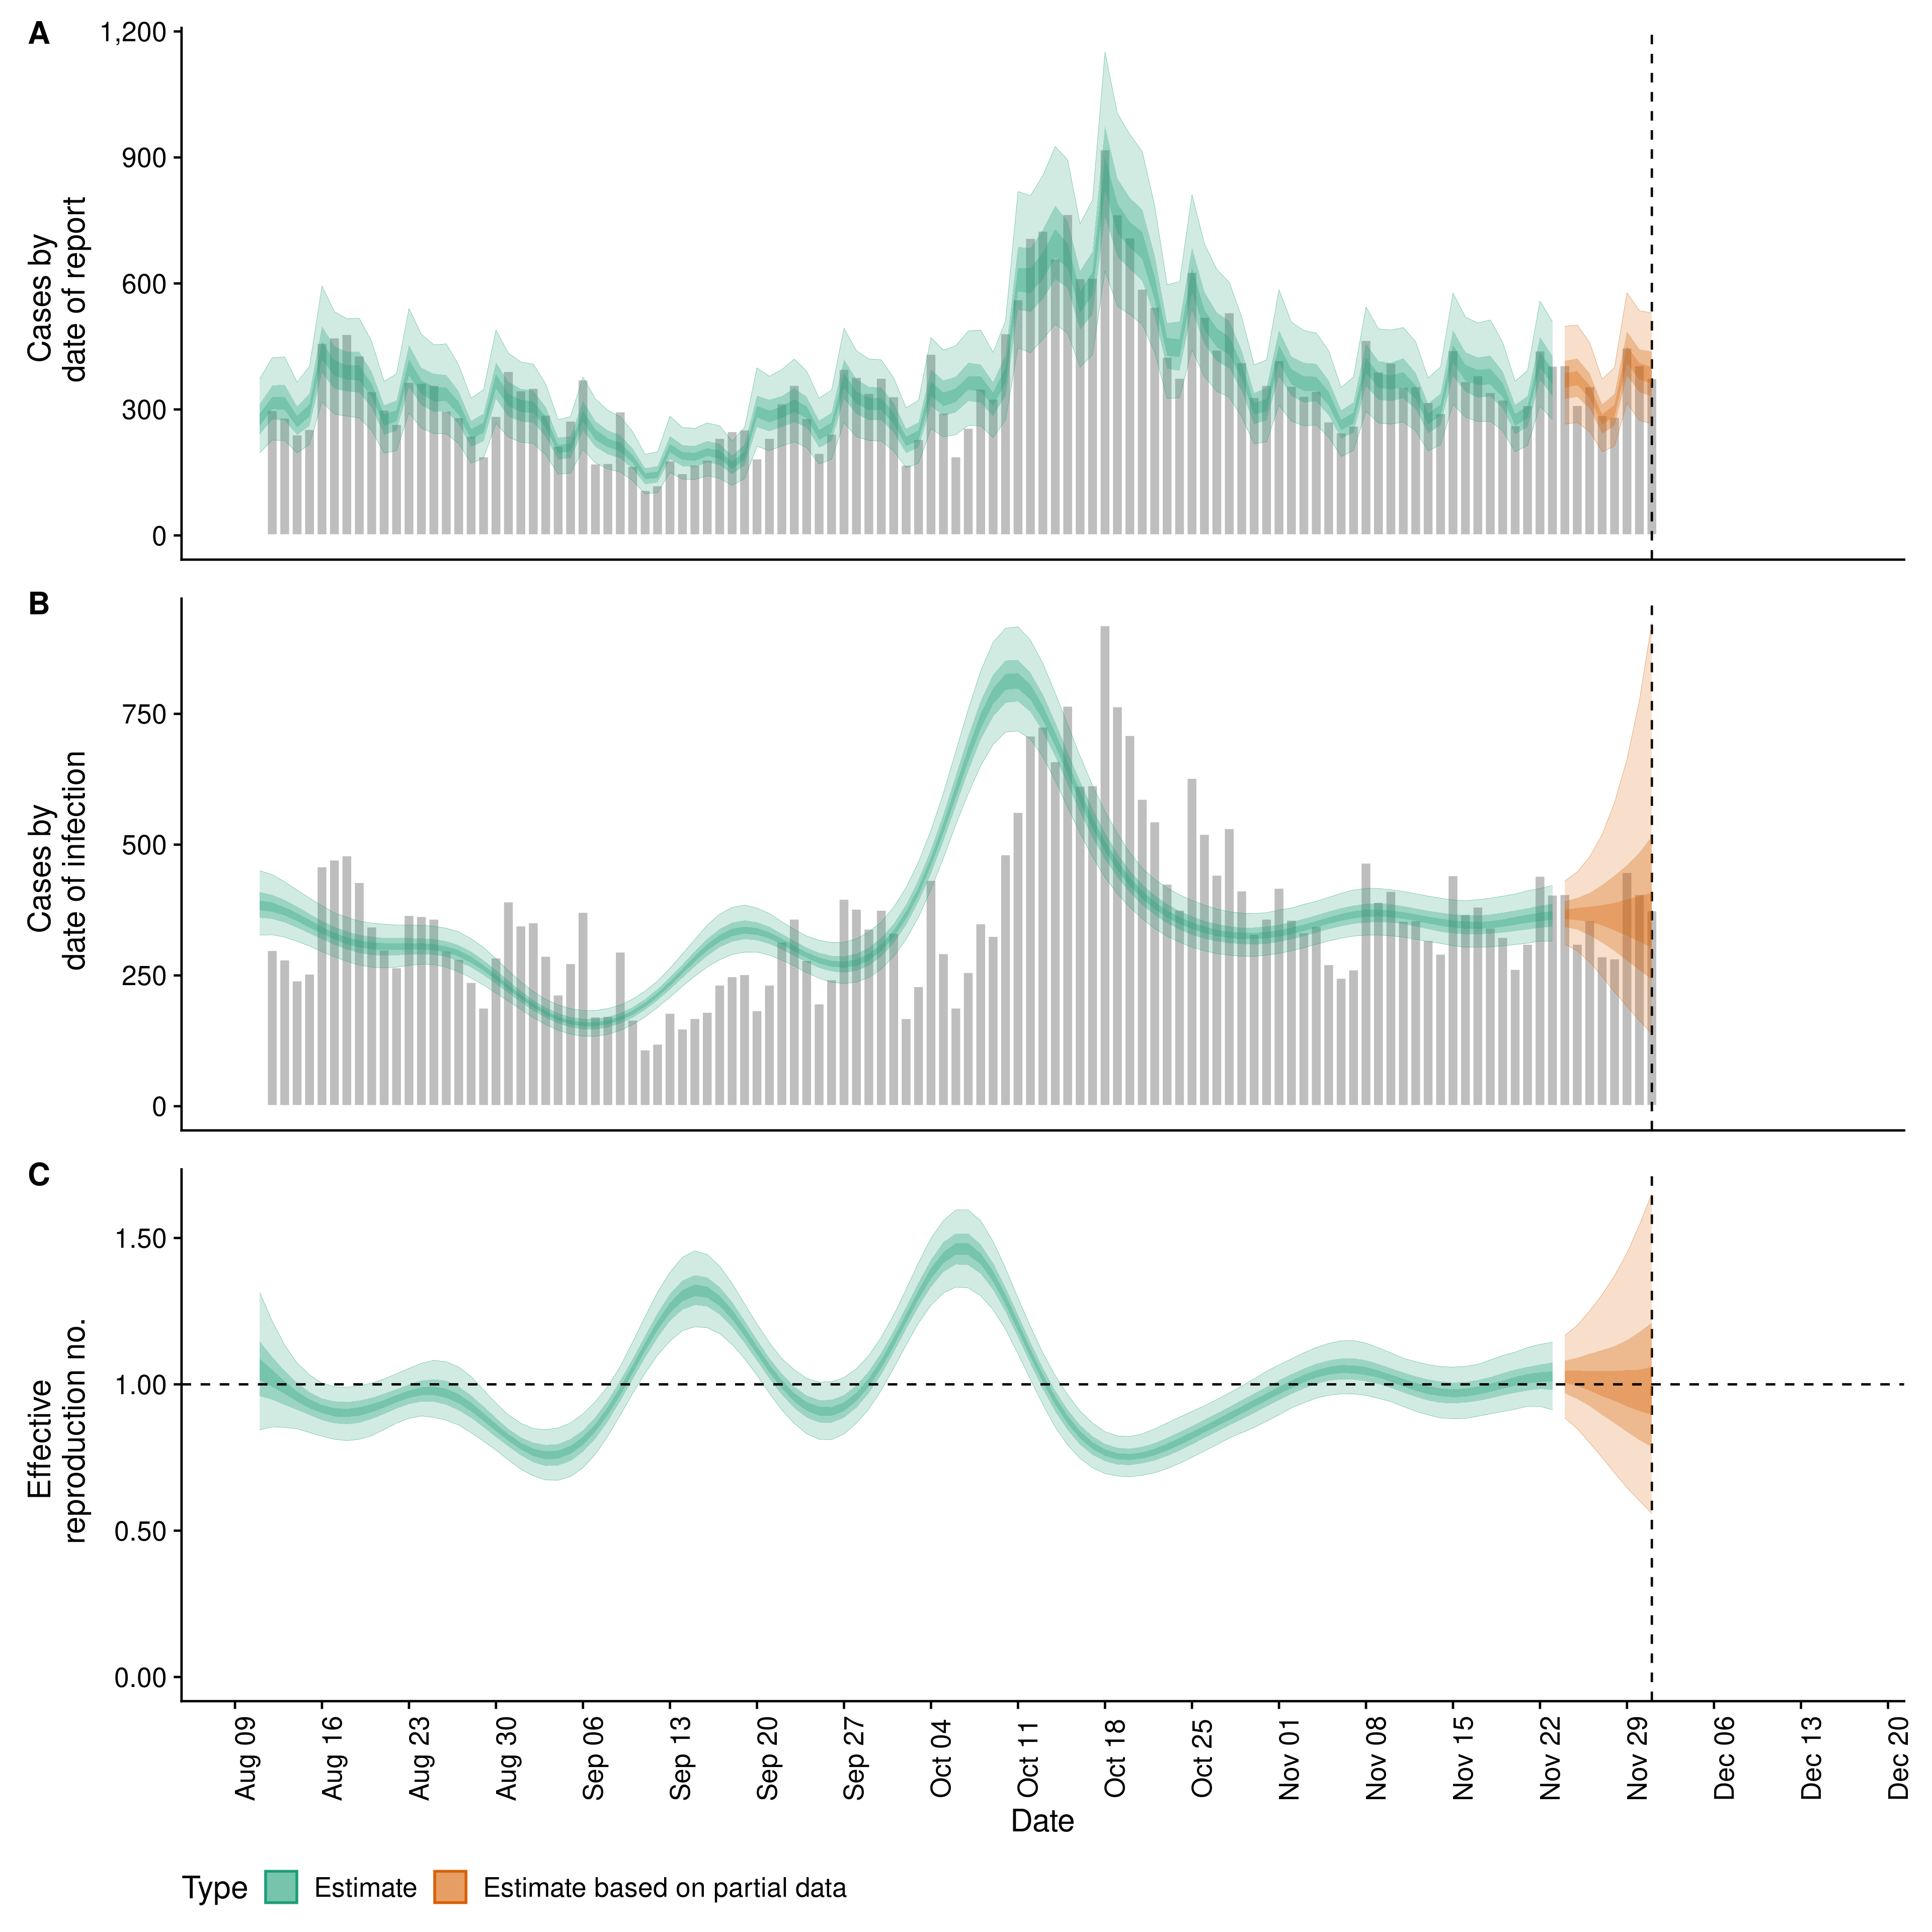 A
1,200
900
600
300
0
Cases by
date of report
B
750
500
250
0
Cases by
date of infection
C
1.50
1.00
0.50
0.00
Effective
reproduction no.
Aug 09
Aug 16
Aug 23
Aug 30
Sep 06
Sep 13
Sep 20
Sep 27
Oct 04
Oct 11
Oct 18
Oct 25
Nov 01
Nov 08
Nov 15
Nov 22
Nov 29
Dec 06
Dec 13
Dec 20
Date
Type Estimate Estimate based on partial data